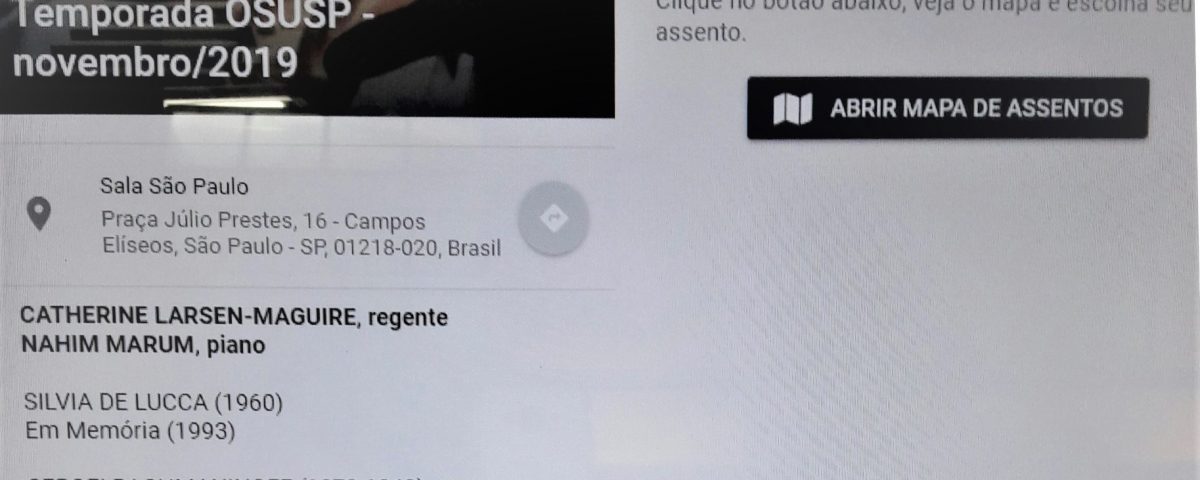 Temporada OSUSP -
novembro/2019
Sala São Paulo
Praça Júlio Prestes, 16 - Campos
Elíseos, São Paulo - SP, 01218-020, Brasil
CATHERINE LARSEN-MAGUIRE, regente
NAHIM MARUM, piano
SILVIA DE LUCCA (1960)
Em Memória (1993)
Clique no botão abaixo, veja o mapa e escolha seu
assento.
ABRIR MAPA DE ASSENTOS